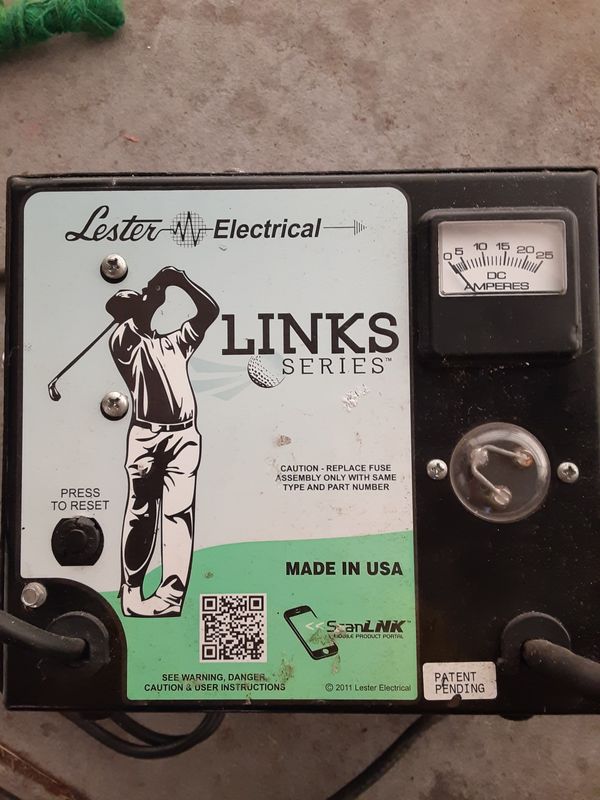 Lester Electrical
LINKS
SERIES™
0 5 10 15 20 25
DC
AMPERES
CAUTION - REPLACE FUSE
ASSEMBLY ONLY WITH SAME
TYPE AND PART NUMBER
PRESS
TO RESET
MADE IN USA
<<ScanLNK™
MOBILE PRODUCT PORTAL
SEE WARNING, DANGER,
CAUTION & USER INSTRUCTIONS
© 2011 Lester Electrical
PATENT
PENDING